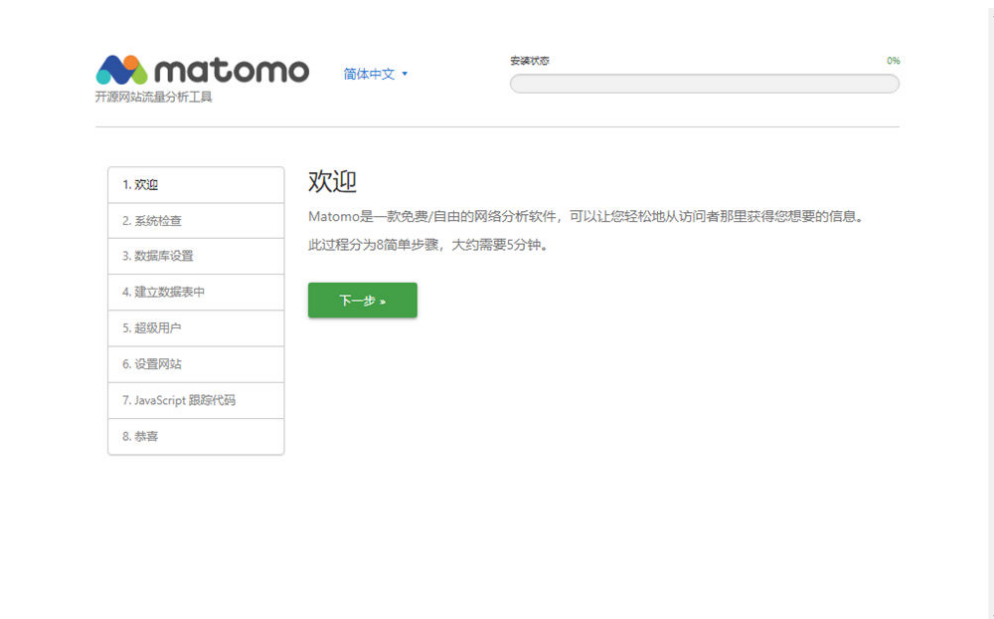 matomo
简体中文
安装状态
0%
开源网站流量分析工具
1. 欢迎
2. 系统检查
3. 数据库设置
4. 建立数据表中
5. 超级用户
6. 设置网站
7. JavaScript 跟踪代码
8. 恭喜
欢迎
Matomo是一款免费/自由的网络分析软件，可以让您轻松地从访问者那里获得您想要的信息。
此过程分为8简单步骤，大约需要5分钟。
下一步 »